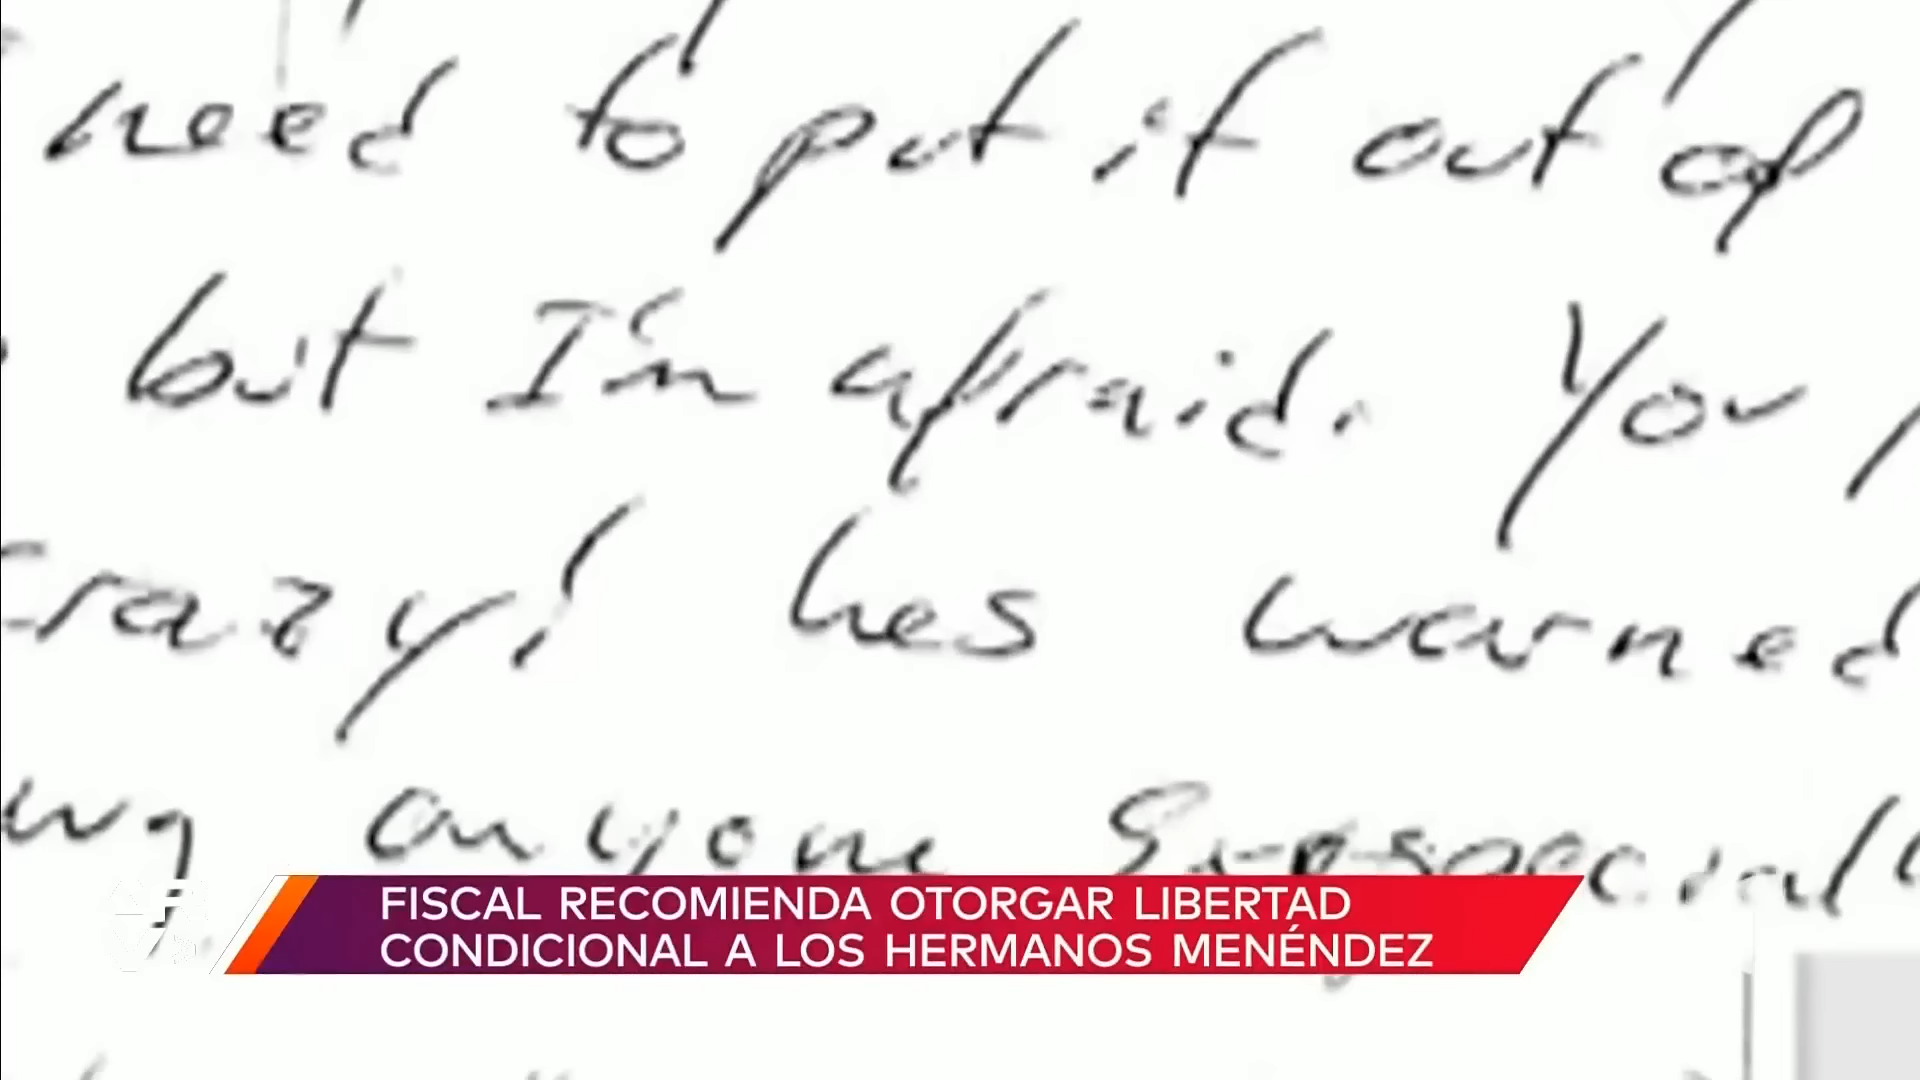 need to put it out of
but I'm afraid. You
crazy! hes warned
anyone
FISCAL RECOMIENDA OTORGAR LIBERTAD
CONDICIONAL A LOS HERMANOS MENÉNDEZ